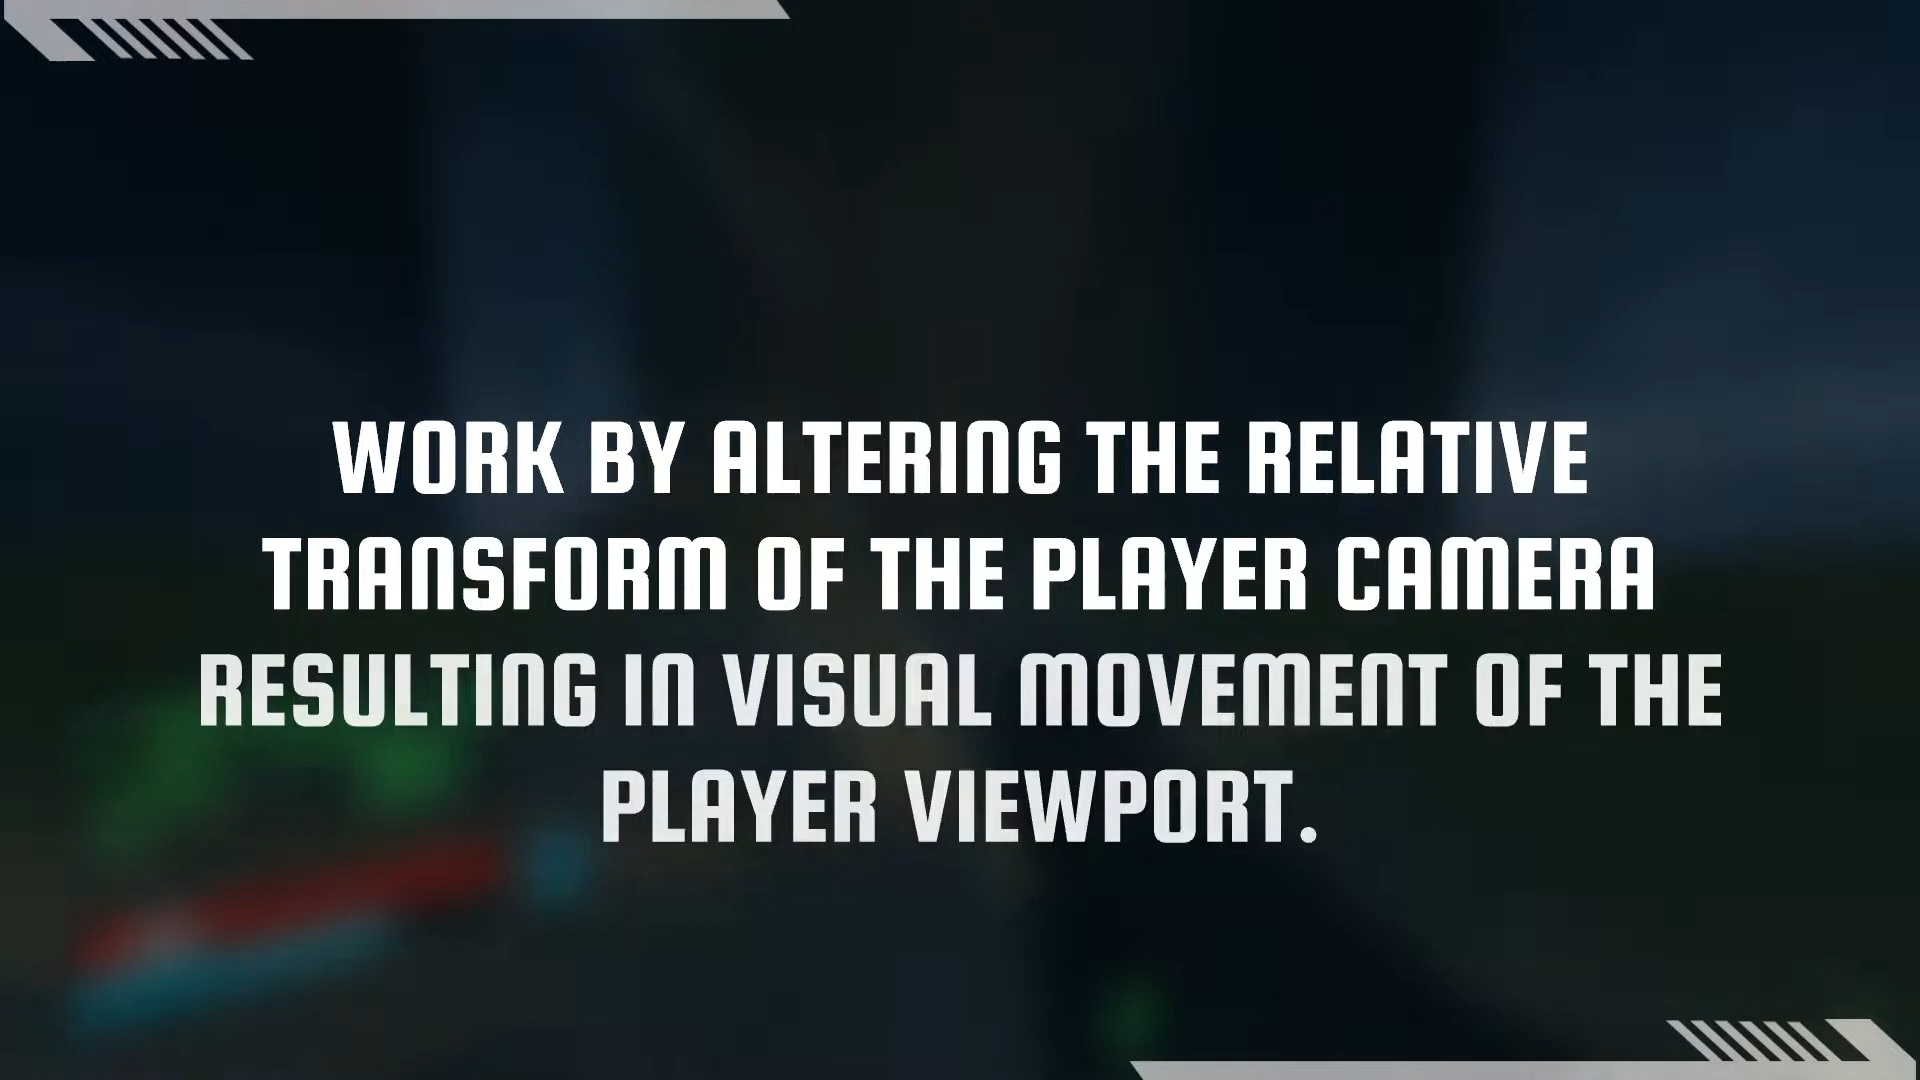 WORK BY ALTERING THE RELATIVE
TRANSFORM OF THE PLAYER CAMERA
RESULTING IN VISUAL MOVEMENT OF THE
PLAYER VIEWPORT.